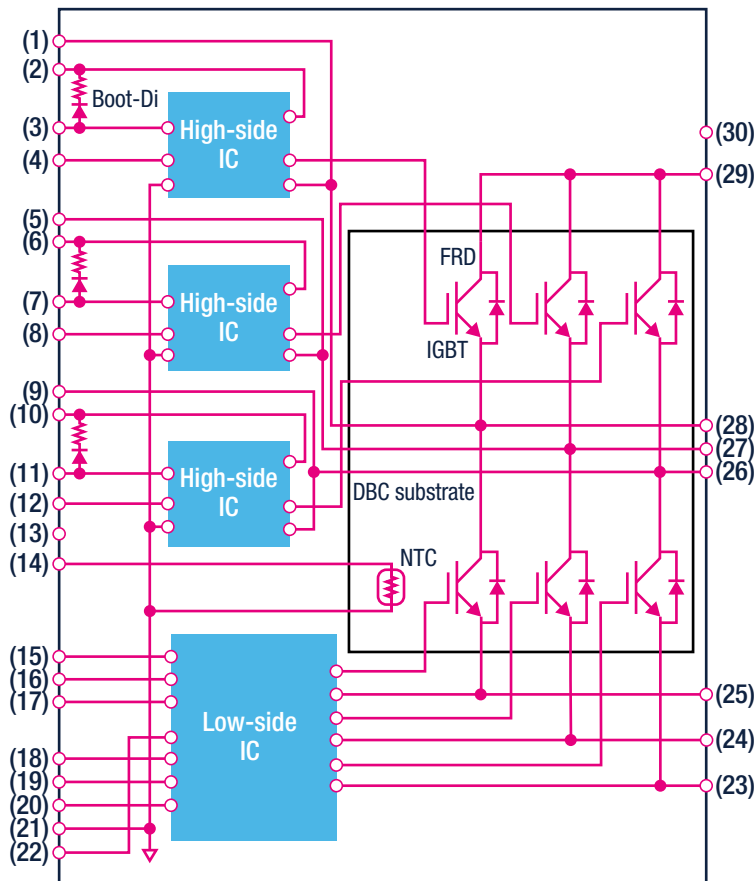 (1)
(2)
Boot-Di
(3)
High-side
IC
(4)
(5)
(6)
(7)
High-side
IC
(8)
(9)
(10)
(11)
High-side
IC
(12)
(13)
(14)
(15)
(16)
(17)
Low-side
IC
(18)
(19)
(20)
(21)
(22)
FRD
IGBT
DBC substrate
NTC
(30)
(29)
(28)
(27)
(26)
(25)
(24)
(23)